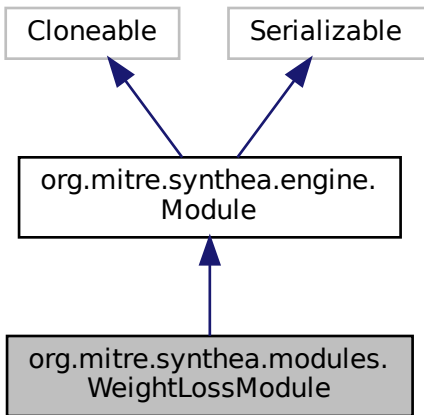 Cloneable
Serializable
org.mitre.synthea.engine.
Module
org.mitre.synthea.modules.
WeightLossModule